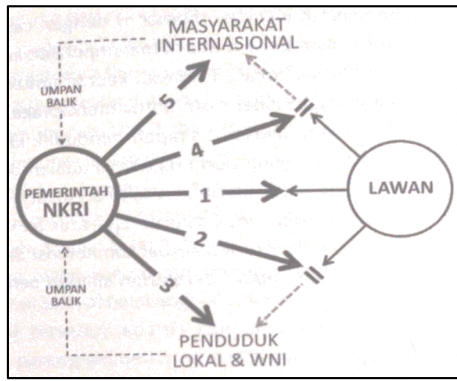 MASYARAKAT
INTERNASIONAL
UMPAN
BALIK
5
4
PEMERINTAH
NKRI
1
LAWAN
2
UMPAN
BALIK
3
PENDUDUK
LOKAL & WNI